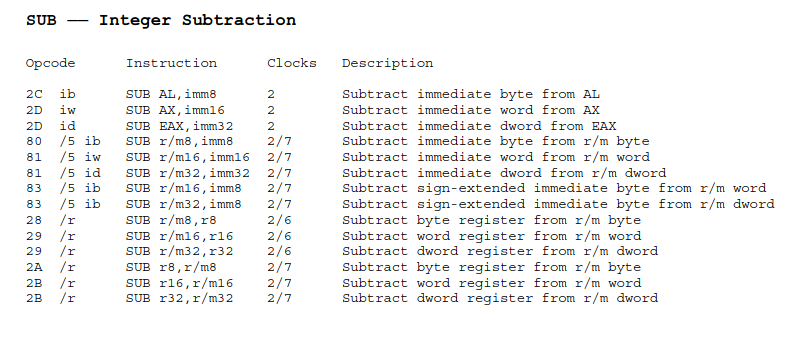 SUB –– Integer Subtraction
Opcode Instruction Clocks Description
2C ib SUB AL,imm8 2 Subtract immediate byte from AL
2D iw SUB AX,imm16 2 Subtract immediate word from AX
2D id SUB EAX,imm32 2 Subtract immediate dword from EAX
80 /5 ib SUB r/m8,imm8 2/7 Subtract immediate byte from r/m byte
81 /5 iw SUB r/m16,imm16 2/7 Subtract immediate word from r/m word
81 /5 id SUB r/m32,imm32 2/7 Subtract immediate dword from r/m dword
83 /5 ib SUB r/m16,imm8 2/7 Subtract sign-extended immediate byte from r/m word
83 /5 ib SUB r/m32,imm8 2/7 Subtract sign-extended immediate byte from r/m dword
28 /r SUB r/m8,r8 2/6 Subtract byte register from r/m byte
29 /r SUB r/m16,r16 2/6 Subtract word register from r/m word
29 /r SUB r/m32,r32 2/6 Subtract dword register from r/m dword
2A /r SUB r8,r/m8 2/7 Subtract byte register from r/m byte
2B /r SUB r16,r/m16 2/7 Subtract word register from r/m word
2B /r SUB r32,r/m32 2/7 Subtract dword register from r/m dword